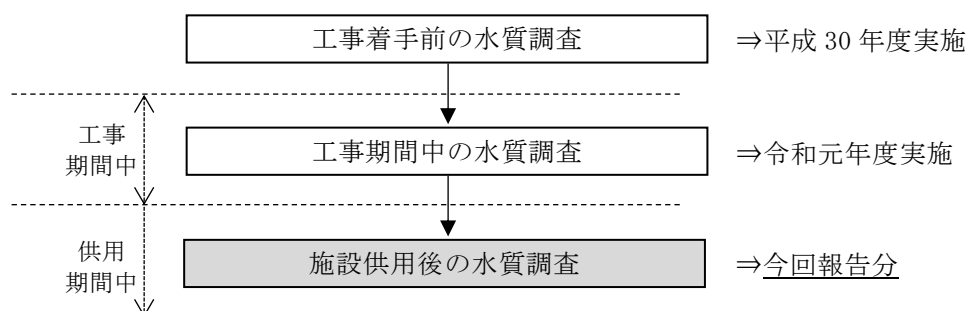 工事着手前の水質調査 ⇒平成 30 年度実施
工事
期間中
工事期間中の水質調査 ⇒令和元年度実施
供用
期間中
施設供用後の水質調査 ⇒今回報告分